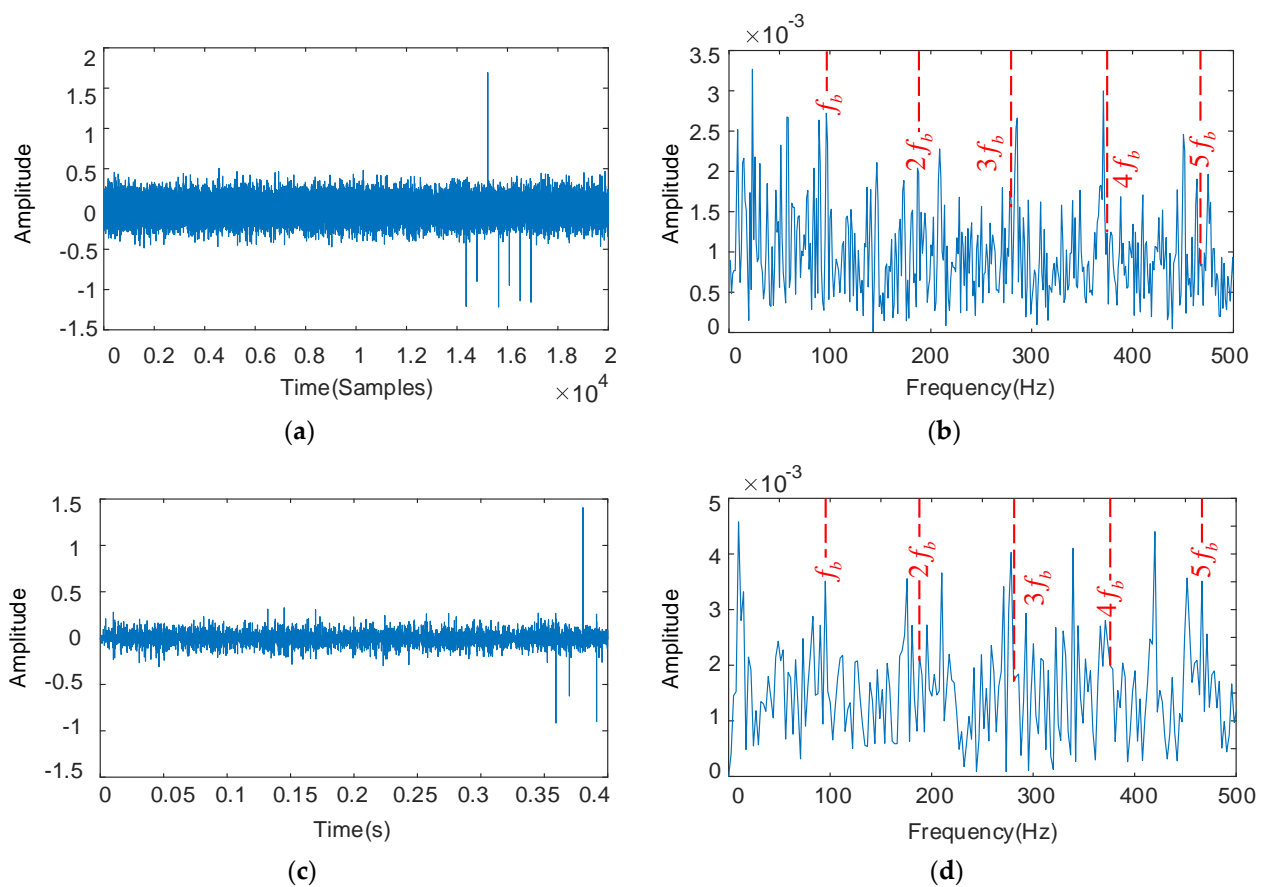 2
1.5
1
0.5
0
-0.5
-1
-1.5
Amplitude
0 0.2 0.4 0.6 0.8 1 1.2 1.4 1.6 1.8 2
Time(Samples)
×10^4
(a)
×10^-3
3.5
3
2.5
2
1.5
1
0.5
0
Amplitude
f_b
2f_b
3f_b
4f_b
5f_b
0 100 200 300 400 500
Frequency(Hz)
(b)
1.5
1
0.5
0
-0.5
-1
-1.5
Amplitude
0 0.05 0.1 0.15 0.2 0.25 0.3 0.35 0.4
Time(s)
(c)
×10^-3
5
4
3
2
1
0
Amplitude
f_b
2f_b
3f_b
4f_b
5f_b
0 100 200 300 400 500
Frequency(Hz)
(d)